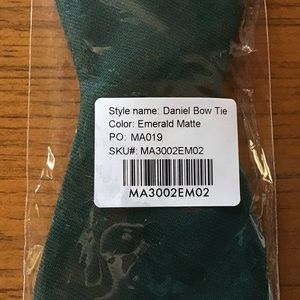 Style name: Daniel Bow Tie
Color: Emerald Matte
PO: MA019
SKU#: MA3002EM02
MA3002EM02